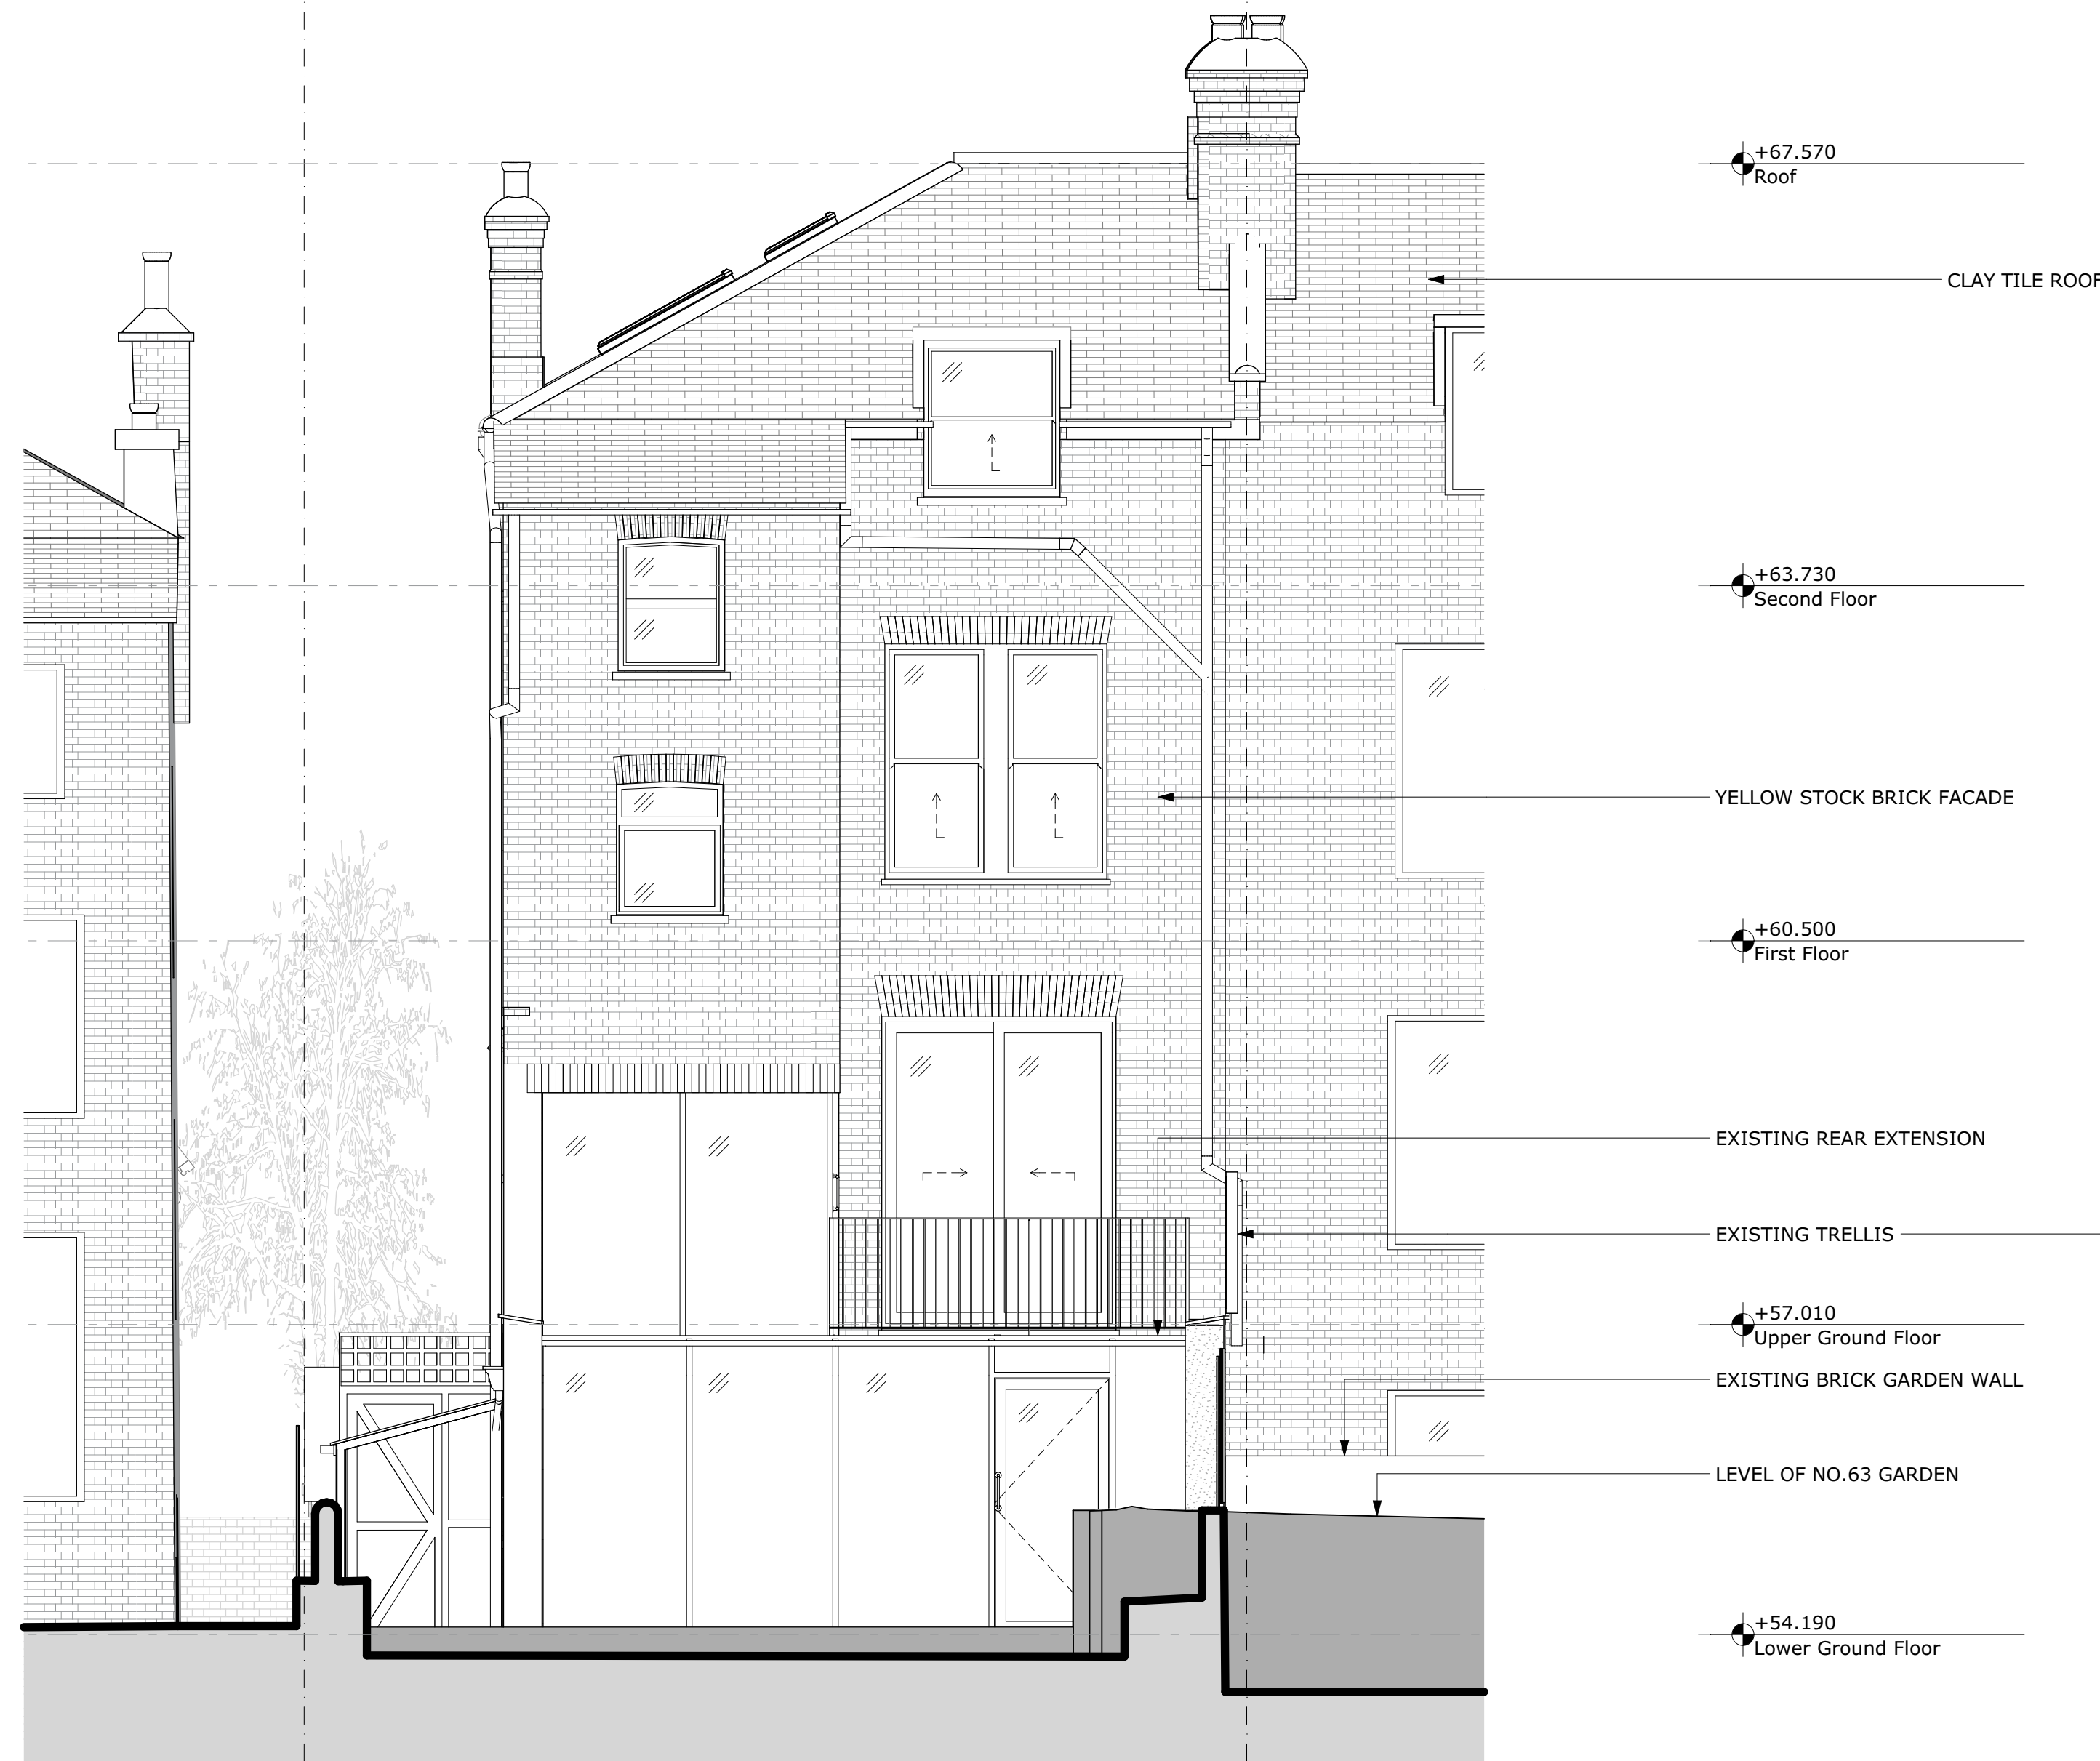 +67.570
Roof
CLAY TILE ROOF
+63.730
Second Floor
YELLOW STOCK BRICK FACADE
+60.500
First Floor
EXISTING REAR EXTENSION
EXISTING TRELLIS
+57.010
Upper Ground Floor
EXISTING BRICK GARDEN WALL
LEVEL OF NO.63 GARDEN
+54.190
Lower Ground Floor